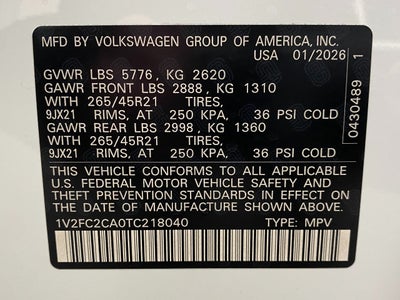 MFD BY VOLKSWAGEN GROUP OF AMERICA, INC.
USA 01/2026
GVWR LBS 5776, KG 2620
GAWR FRONT LBS 2888, KG 1310
WITH 265/45R21 TIRES,
9JX21 RIMS, AT 250 KPA, 36 PSI COLD
GAWR REAR LBS 2998, KG 1360
WITH 265/45R21 TIRES,
9JX21 RIMS, AT 250 KPA, 36 PSI COLD
THIS VEHICLE CONFORMS TO ALL APPLICABLE
U.S. FEDERAL MOTOR VEHICLE SAFETY AND
THEFT PREVENTION STANDARDS IN EFFECT ON
THE DATE OF MANUFACTURE SHOWN ABOVE.
1V2FC2CA0TC218040 TYPE: MPV
0430489 1